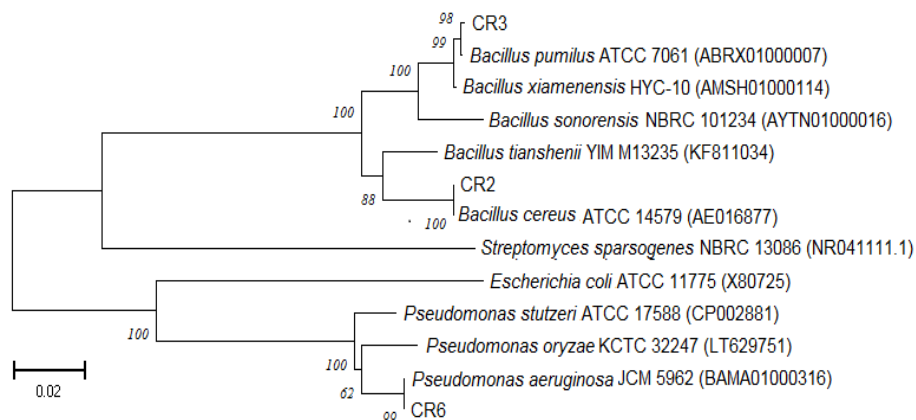 98
CR3
99
Bacillus pumilus ATCC 7061 (ABRX01000007)
100
Bacillus xiamenensis HYC-10 (AMSH01000114)
100
Bacillus sonorensis NBRC 101234 (AYTN01000016)
Bacillus tianshenii YIM M13235 (KF811034)
88
CR2
100
Bacillus cereus ATCC 14579 (AE016877)
Streptomyces sparsogenes NBRC 13086 (NR041111.1)
Escherichia coli ATCC 11775 (X80725)
100
Pseudomonas stutzeri ATCC 17588 (CP002881)
100
Pseudomonas oryzae KCTC 32247 (LT629751)
62
Pseudomonas aeruginosa JCM 5962 (BAMA01000316)
99
CR6
0.02